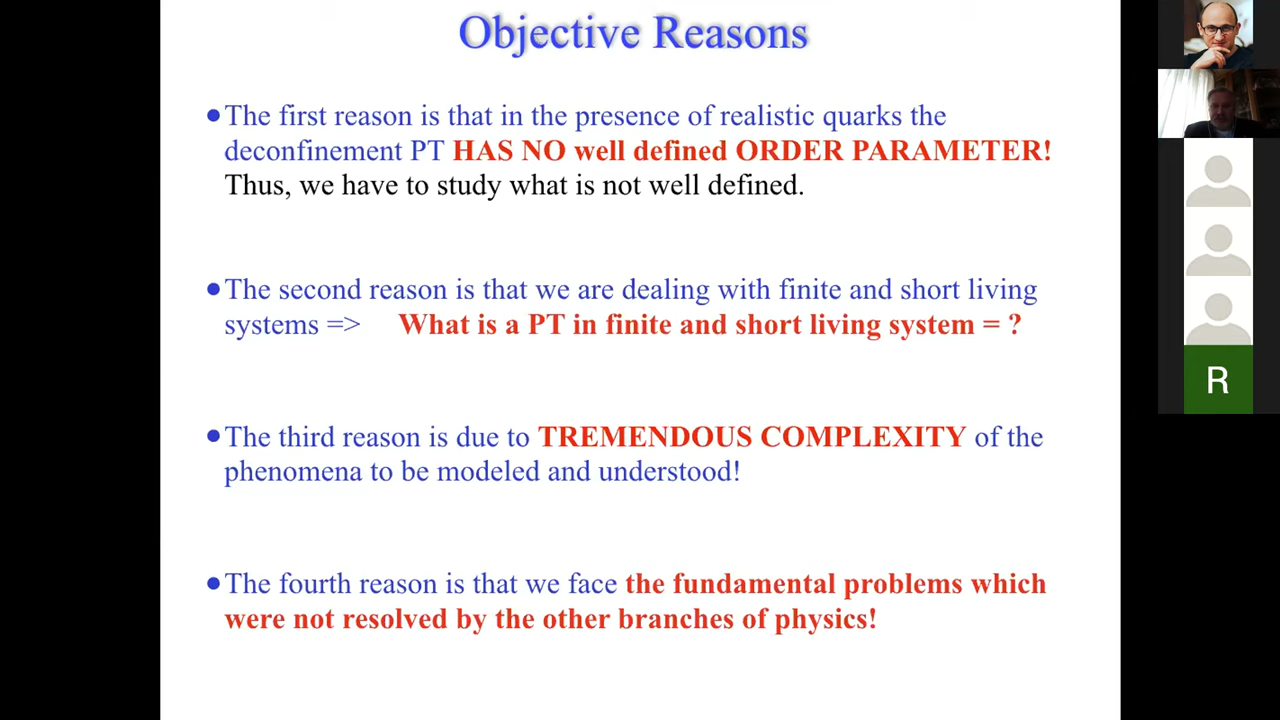 Objective Reasons
•The first reason is that in the presence of realistic quarks the
deconfinement PT HAS NO well defined ORDER PARAMETER!
Thus, we have to study what is not well defined.
•The second reason is that we are dealing with finite and short living
systems => What is a PT in finite and short living system = ?
•The third reason is due to TREMENDOUS COMPLEXITY of the
phenomena to be modeled and understood!
•The fourth reason is that we face the fundamental problems which
were not resolved by the other branches of physics!
R